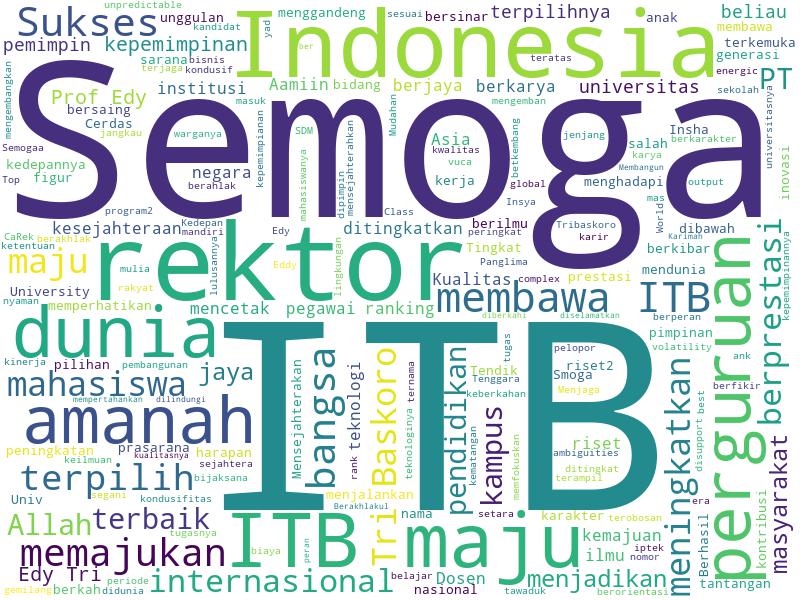 unpredictable
Sukses
unggulan
kandidat
yad
Indonesia
menggandeng
sesuai
bersinar
terpilihnya
anak
beliau
membawa
pemimpin
kepemimpinan
ber
teratas
terkemuka
generasi
terjaga
sarana
bisnis
kondusif
Aamiin
bidang
berjaya
berkarya
universitas
energic
PT
mengembangkan
Prof Edy
institusi
masuk
mengemban
sekolah
bersaing
Cerdas
jangkau
warganya
Semoga
SDM
Mudahan
Asia
kwalitas
vuca
jenjang
salah
Insha
berkarakter
universitasnya
inovasi
Semogaa
kedepannya
figur
Top
negara
berahlak
kepemimpianan
mahasiswanya
dipimpin
mensejahterahkan
kerja
betkembang
global
menghadapi
karya
Membangun
output
mas
World
program2
Kedepan
mandiri
Class
Insya
kesejahteraan
Edy
ditingkatkan
berilmu
peringkat
Tribaskoro
karir
dibawah
CaReK
ketentuan
berakhlak
rektor
Tingkat
Panglima
berkibar
Karimah
maju
mulia
rakyat
lulusannya
Eddy
lingkungan
Kualitas
complex
prestasi
mendunia
University
nyaman
memperhatikan
mencetak
pegawai
ranking
membawa
ITB
berprestasi
kepemimpinannya
diberkahi
diselamatkan
berperan
dunia
ITB
tugas
pelopor
pimpinan
volatility
perguruan
kinerja
pilihan
pembangunan
jaya
Mensejahterakan
bangsa
rank
teknologi
ternama
Tri Baskoro
teknologinya
pendidikan
kematangan
Tendik
Tenggara
keberkahan
riset2
Smoga
Menjaga
ank
berfikir
mahasiswa
mempertahankan
dilindungi
amanah
kampus
memfokuskan
riset
meningkatkan
disupport
best
peningkatan
prasarana
kualitasnya
harapan
keilmuan
sejahtera
ambiguities
ditingkat
terampil
masyarakat
terpilih
bijaksana
Univ
segani
kondusifitas
menjalankan
Berakhlakul
setara
era
Allah
terbaik
tugasnya
ITB
nama
maju
karakter
terobosan
Berhasil
kontribusi
memajukan
biaya
peran
kemajuan
ilmu
iptek
nomor
Edy Tri
periode
internasional
belajar
Dosen
menjadikan
tantangan
gemilang
berkah
didunia
nasional
tawaduk
berorientasi